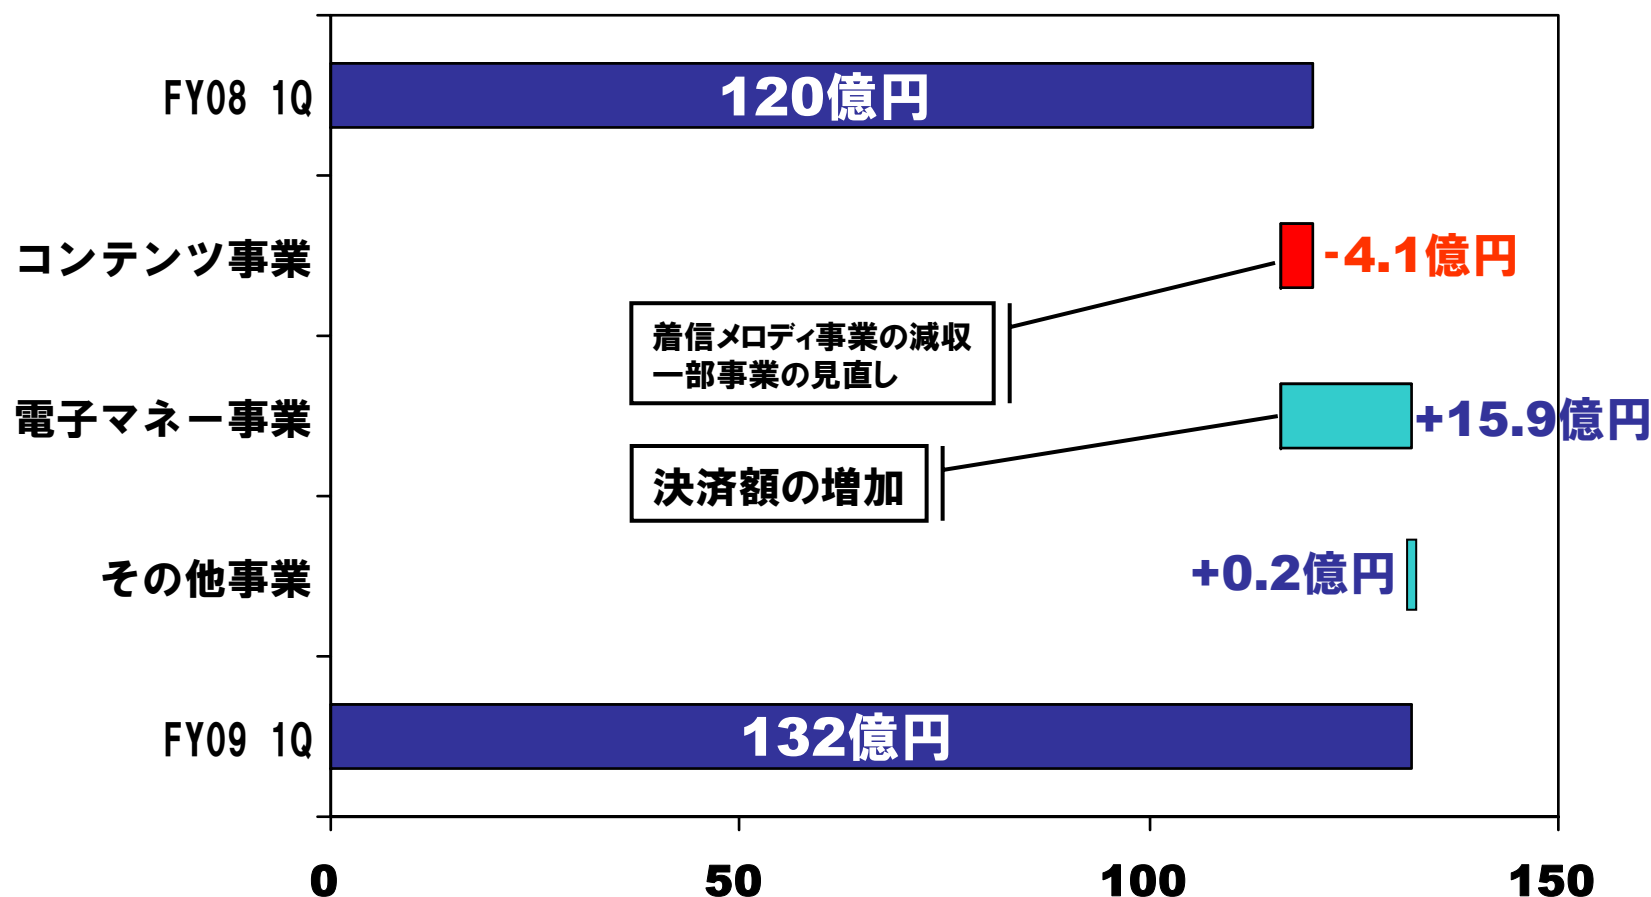 FY08 1Q
120億円
コンテンツ事業
-4.1億円
着信メロディ事業の減収
一部事業の見直し
電子マネー事業
+15.9億円
決済額の増加
その他事業
+0.2億円
FY09 1Q
132億円
0
50
100
150